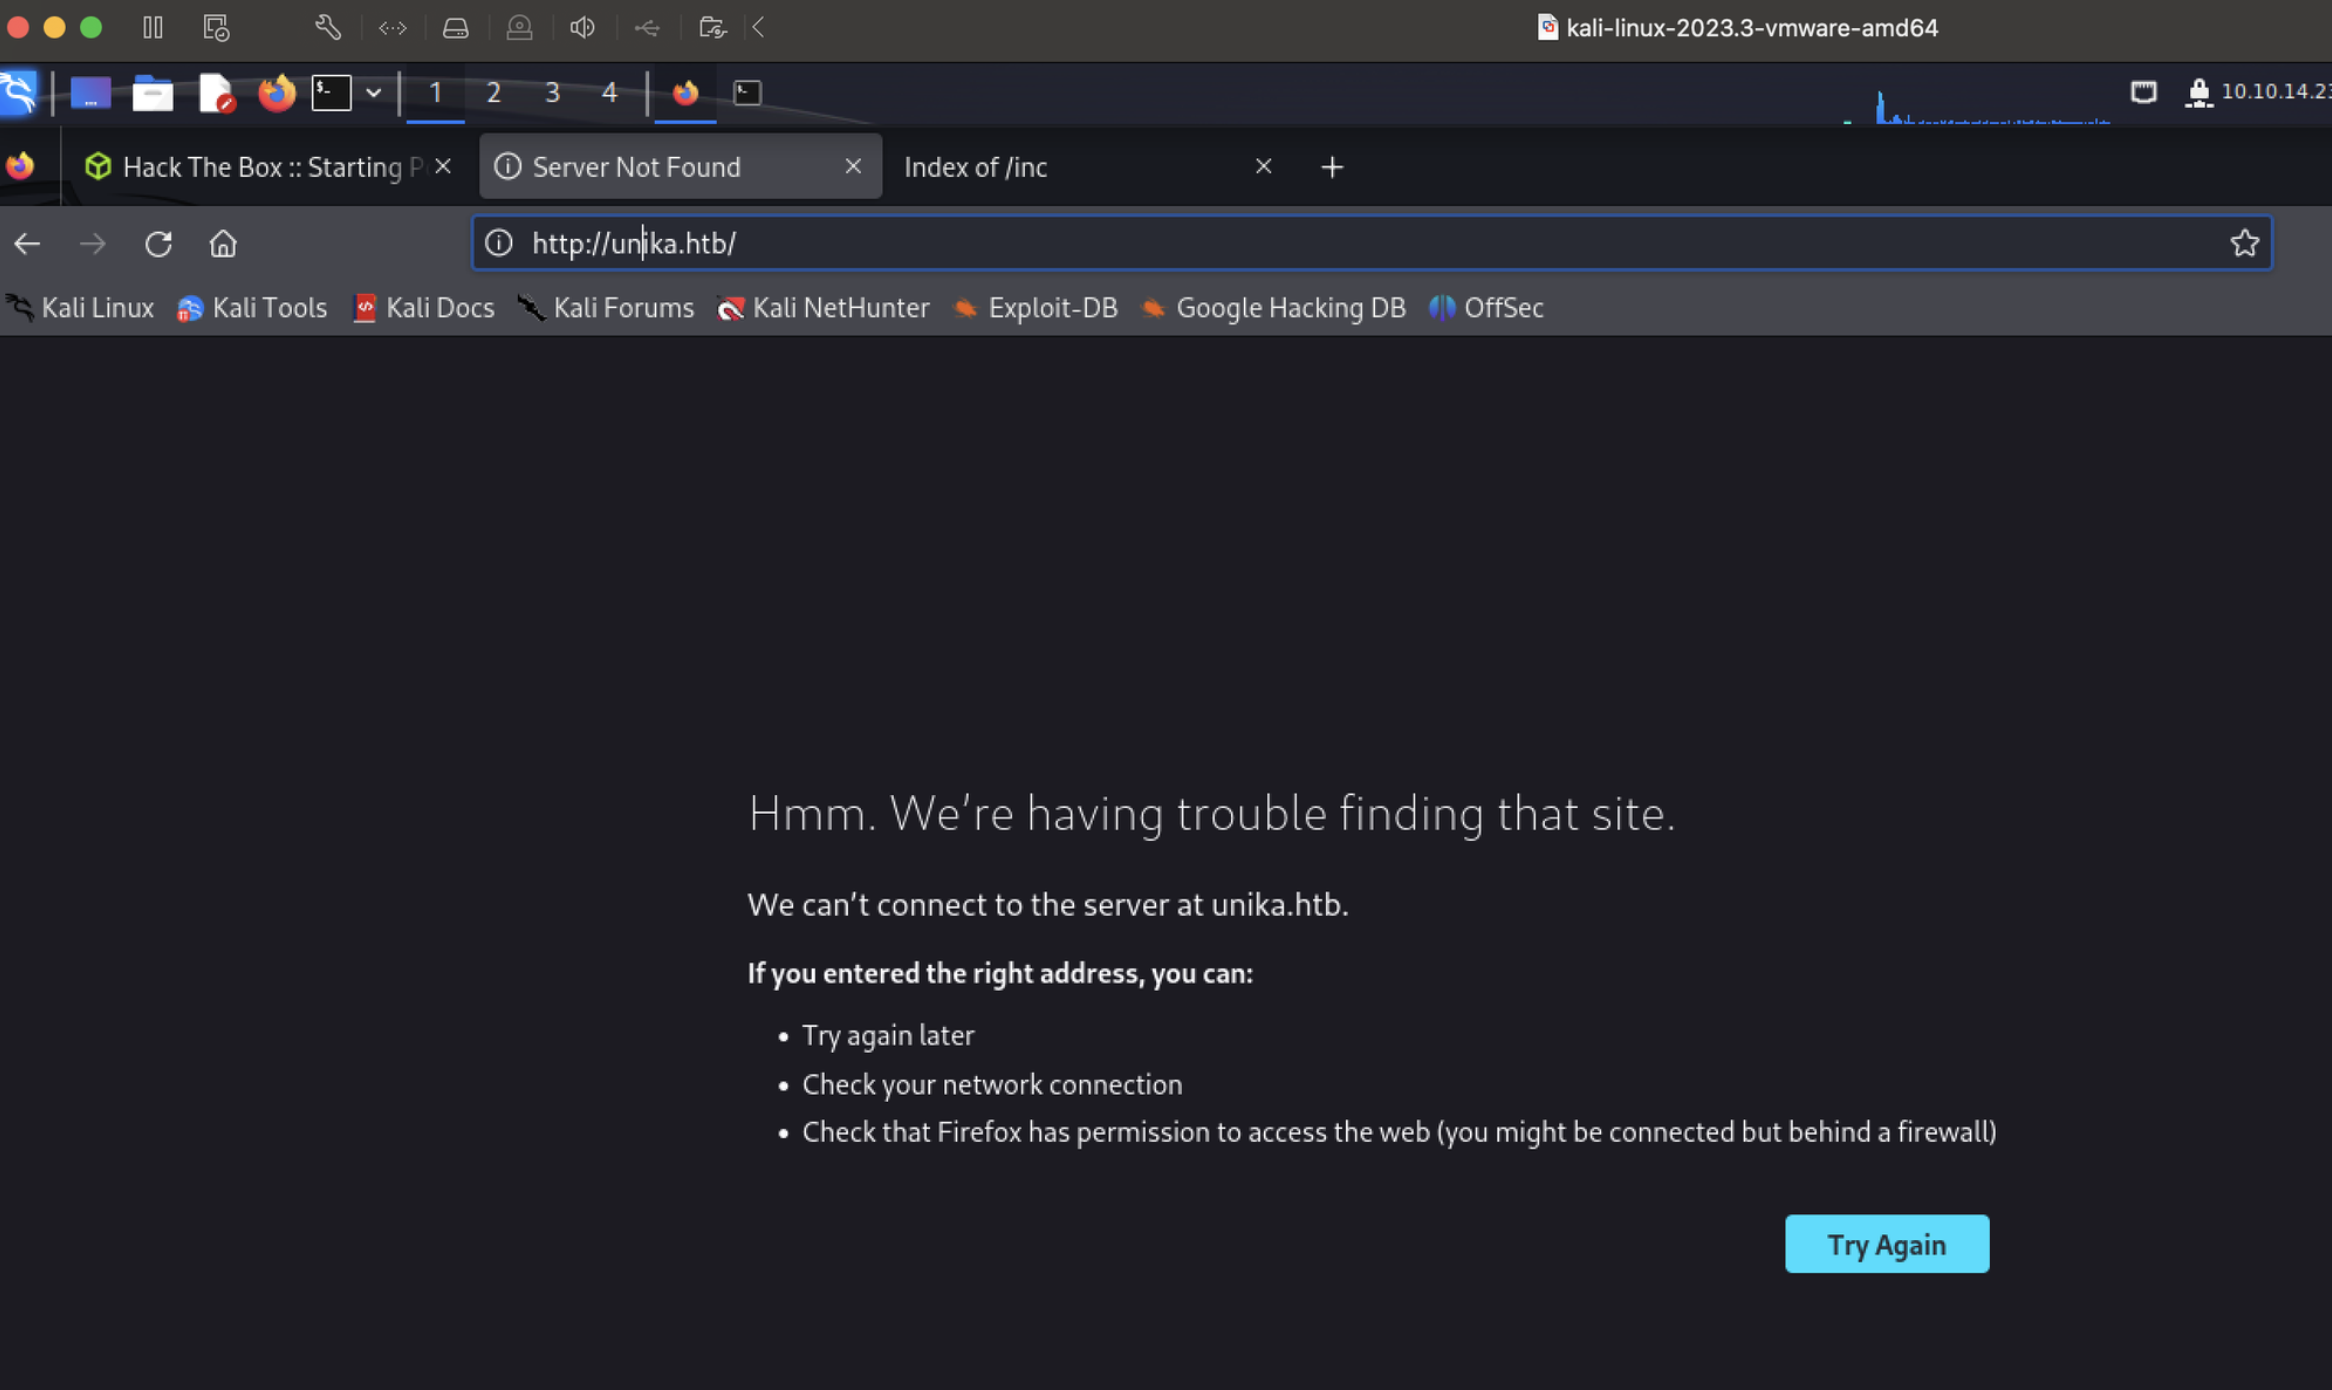 kali-linux-2023.3-vmware-amd64
1 2 3 4
10.10.14.23
Hack The Box :: Starting P
Server Not Found
Index of /inc
http://unika.htb/
Kali Linux Kali Tools Kali Docs Kali Forums Kali NetHunter Exploit-DB Google Hacking DB OffSec
Hmm. We're having trouble finding that site.
We can't connect to the server at unika.htb.
If you entered the right address, you can:
• Try again later
• Check your network connection
• Check that Firefox has permission to access the web (you might be connected but behind a firewall)
Try Again